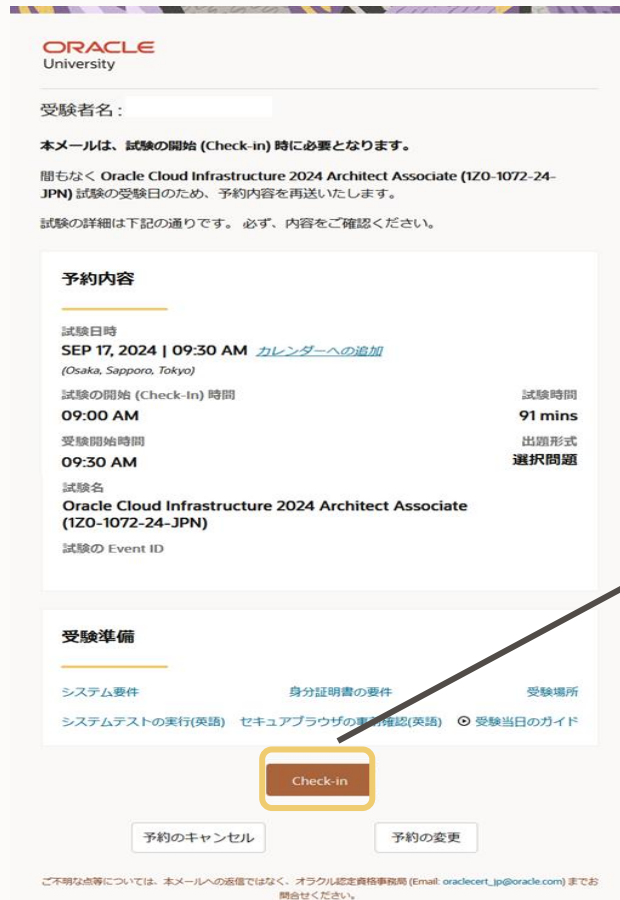 ORACLE
University
受験者名 :
本メールは、試験の開始 (Check-in) 時に必要となります。
間もなく Oracle Cloud Infrastructure 2024 Architect Associate (1Z0-1072-24-
JPN) 試験の受験日のため、予約内容を再送いたします。
試験の詳細は下記の通りです。 必ず、内容をご確認ください。
予約内容
試験日時
SEP 17, 2024 | 09:30 AM カレンダーへの追加
(Osaka, Sapporo, Tokyo)
試験の開始 (Check-In) 時間 試験時間
09:00 AM 91 mins
受験開始時間 出題形式
09:30 AM 選択問題
試験名
Oracle Cloud Infrastructure 2024 Architect Associate
(1Z0-1072-24-JPN)
試験の Event ID
受験準備
システム要件 身分証明書の要件 受験場所
システムテストの実行(英語) セキュアブラウザの事前確認(英語) 受験当日のガイド
Check-in
予約のキャンセル 予約の変更
ご不明な点等については、本メールへの返信ではなく、オラクル認定資格事務局 (Email: oraclecert_jp@oracle.com) までお
問合せください。